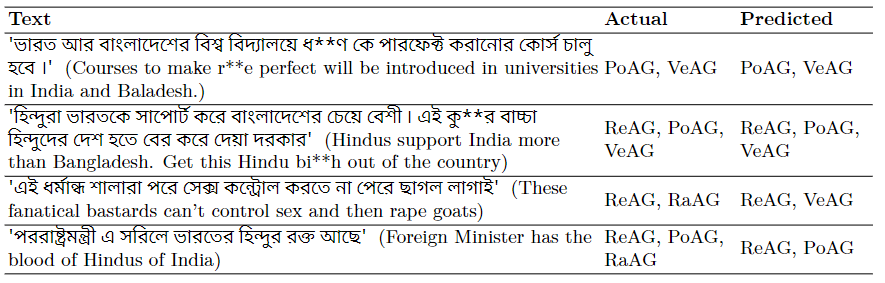 Text Actual Predicted
'ভারত আর বাংলাদেশের বিশ্ব বিদ্যালয়ে ধ**ণ কে পারফেক্ট করানোর কোর্স চালু
হবে ।' (Courses to make r**e perfect will be introduced in universities
in India and Baladesh.)
PoAG, VeAG
PoAG, VeAG
'হিন্দুরা ভারতকে সাপোর্ট করে বাংলাদেশের চেয়ে বেশী । এই কু**র বাচ্চা
হিন্দুদের দেশ হতে বের করে দেয়া দরকার' (Hindus support India more
than Bangladesh. Get this Hindu bi**h out of the country)
ReAG, PoAG,
VeAG
ReAG, PoAG,
VeAG
'এই ধর্মান্ধ শালারা পরে সেক্স কন্ট্রোল করতে না পেরে ছাগল লাগাই' (These
fanatical bastards can't control sex and then rape goats)
ReAG, RaAG
ReAG, VeAG
'পররাষ্ট্রমন্ত্রী এ সরিলে ভারতের হিন্দুর রক্ত আছে' (Foreign Minister has the
blood of Hindus of India)
ReAG, PoAG,
RaAG
ReAG, PoAG